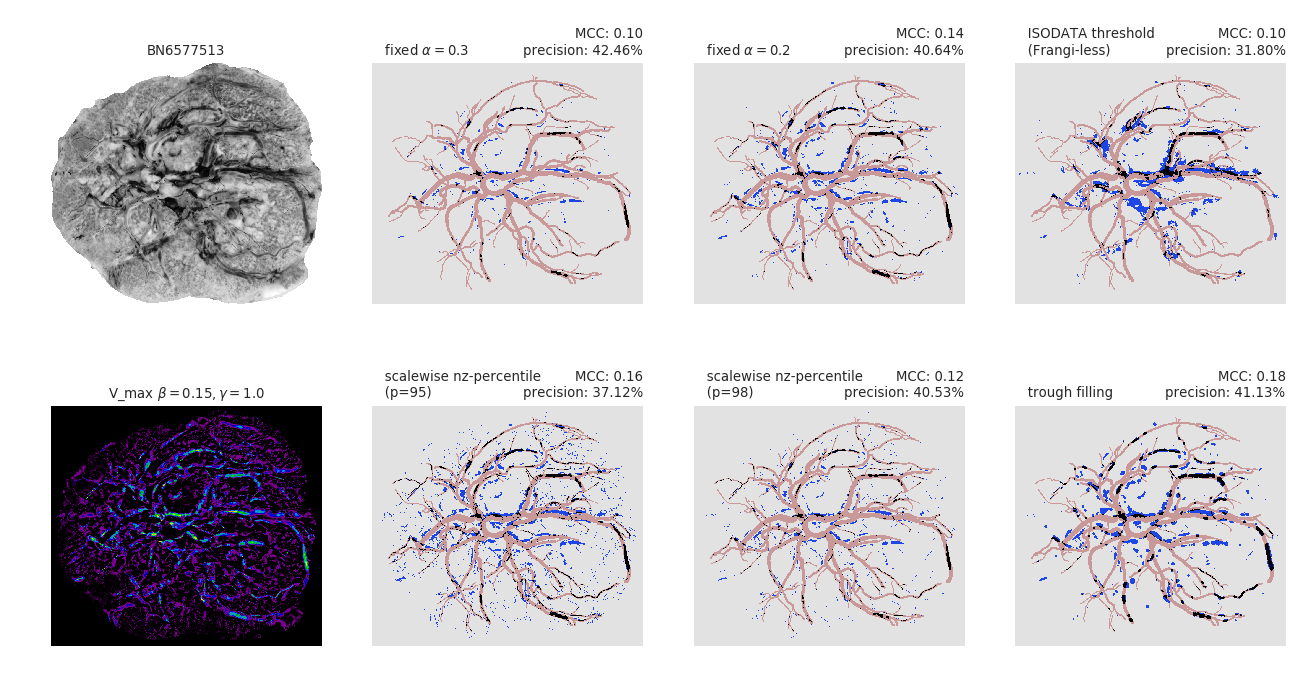 BN6577513
fixed α = 0.3
MCC: 0.10
precision: 42.46%
fixed α = 0.2
MCC: 0.14
precision: 40.64%
ISODATA threshold
(Frangi-less)
MCC: 0.10
precision: 31.80%
V_max β = 0.15, γ = 1.0
scalewise nz-percentile
(p=95)
MCC: 0.16
precision: 37.12%
scalewise nz-percentile
(p=98)
MCC: 0.12
precision: 40.53%
trough filling
MCC: 0.18
precision: 41.13%